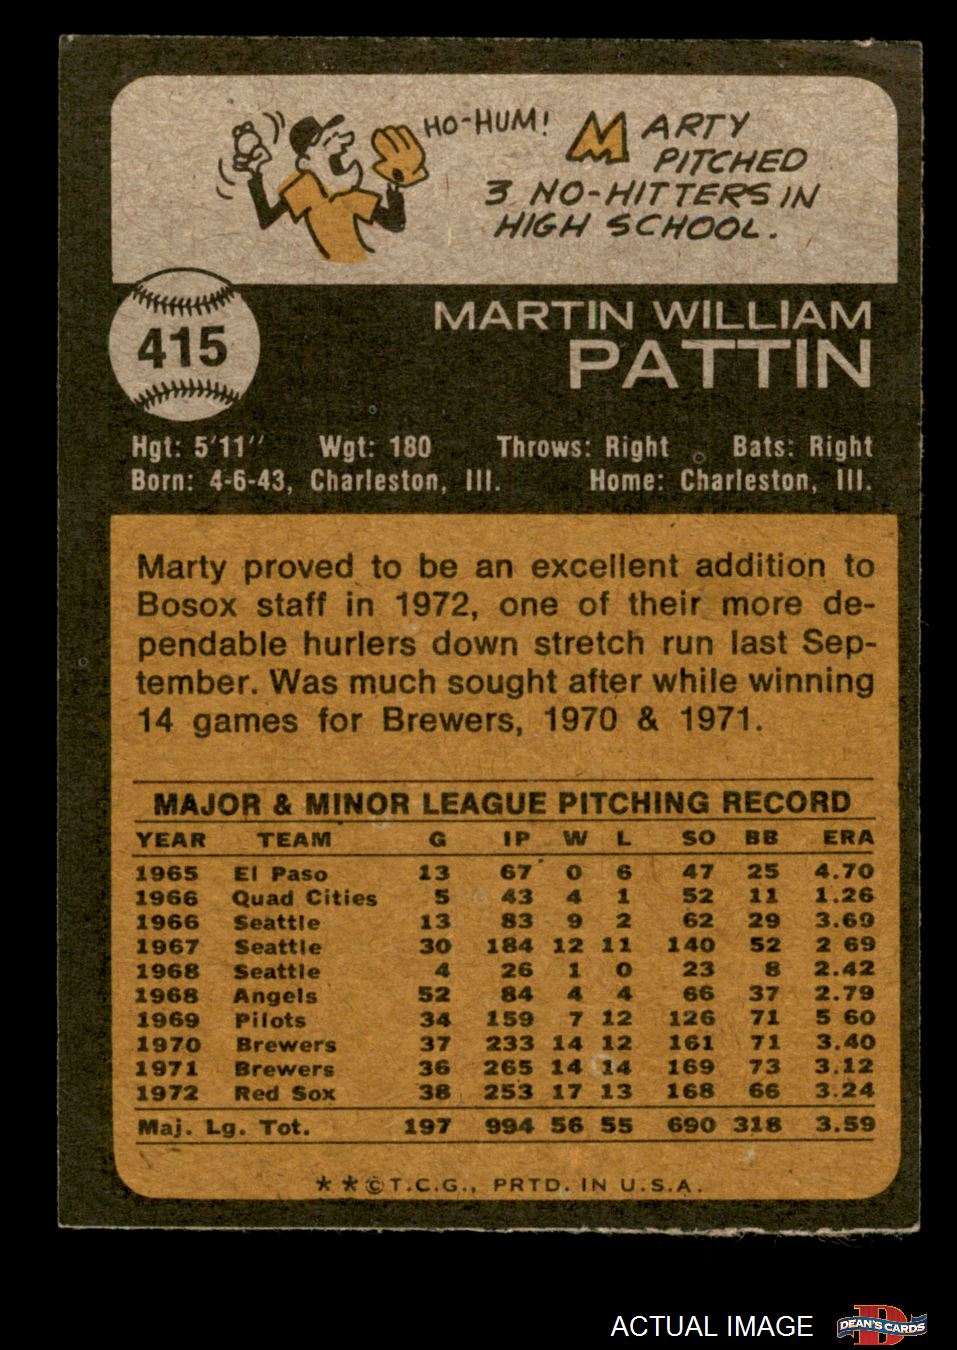 HO-HUM! MARTY
PITCHED
3 NO-HITTERS IN
HIGH SCHOOL.
415
MARTIN WILLIAM
PATTIN
Hgt: 5'11'' Wgt: 180 Throws: Right Bats: Right
Born: 4-6-43, Charleston, Ill. Home: Charleston, Ill.
Marty proved to be an excellent addition to
Bosox staff in 1972, one of their more de-
pendable hurlers down stretch run last Sep-
tember. Was much sought after while winning
14 games for Brewers, 1970 & 1971.
MAJOR & MINOR LEAGUE PITCHING RECORD
YEAR TEAM G IP W L SO BB ERA
1965 El Paso 13 67 0 6 47 25 4.70
1966 Quad Cities 5 43 4 1 52 11 1.26
1966 Seattle 13 83 9 2 62 29 3.69
1967 Seattle 30 184 12 11 140 52 2 69
1968 Seattle 4 26 1 0 23 8 2.42
1968 Angels 52 84 4 4 66 37 2.79
1969 Pilots 34 159 7 12 126 71 5 60
1970 Brewers 37 233 14 12 161 71 3.40
1971 Brewers 36 265 14 14 169 73 3.12
1972 Red Sox 38 253 17 13 168 66 3.24
Maj. Lg. Tot. 197 994 56 55 690 318 3.59
**©T.C.G., PRTD. IN U.S.A.
ACTUAL IMAGE DEAN'S CARDS